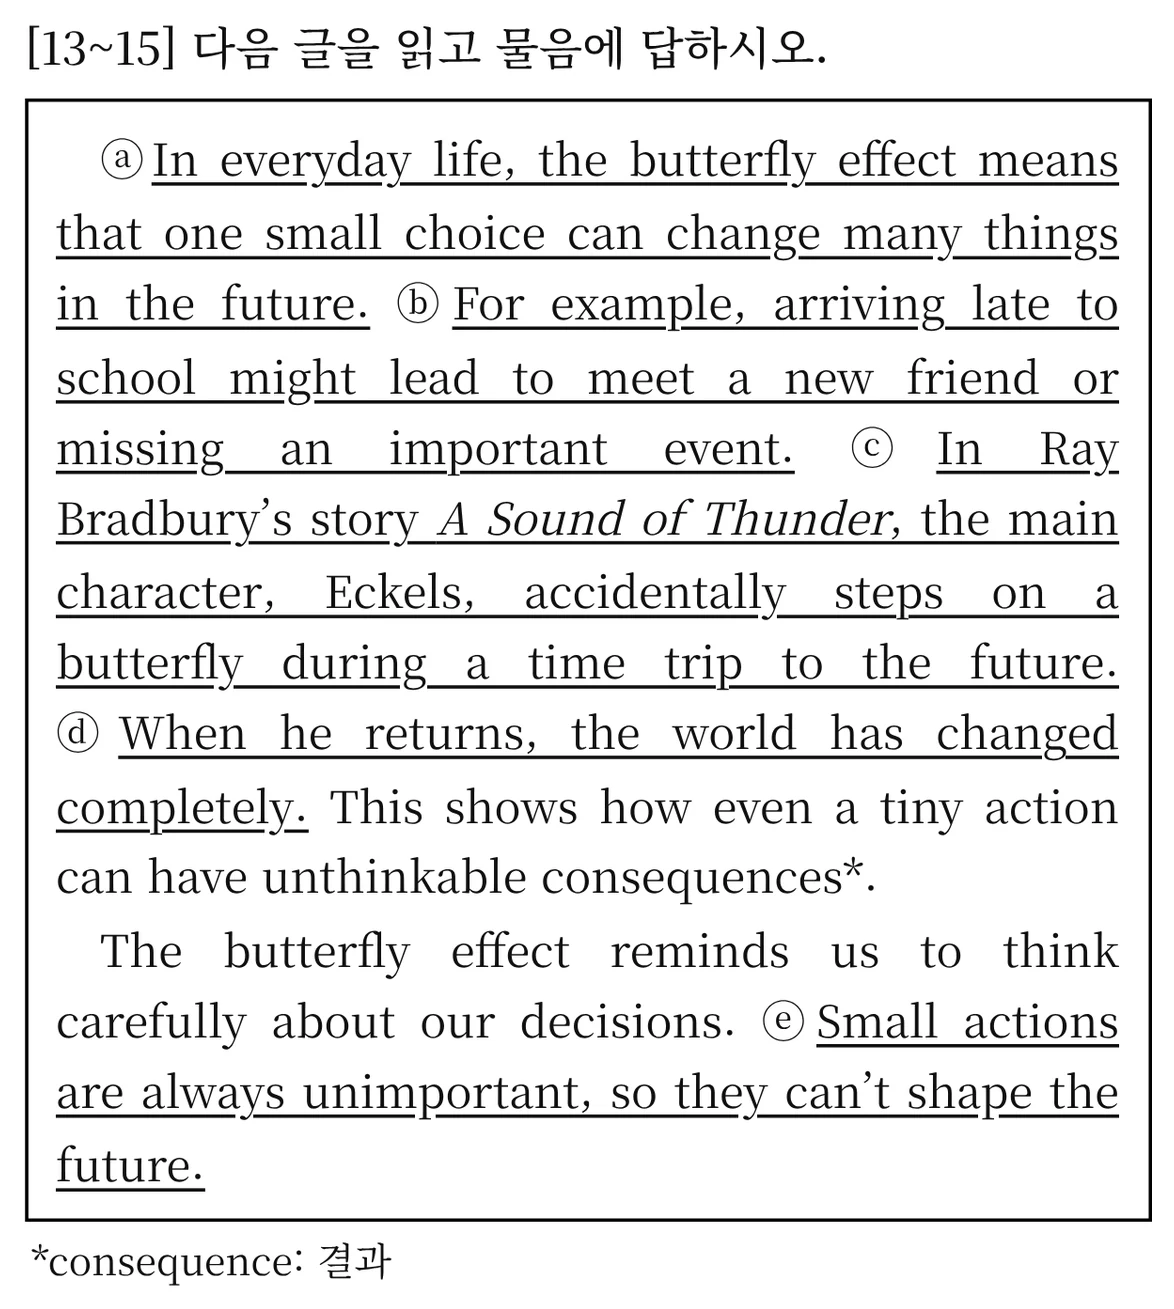 [13~15] 다음 글을 읽고 물음에 답하시오.
ⓐ In everyday life, the butterfly effect means
that one small choice can change many things
in the future. ⓑ For example, arriving late to
school might lead to meet a new friend or
missing an important event. ⓒ In Ray
Bradbury’s story A Sound of Thunder, the main
character, Eckels, accidentally steps on a
butterfly during a time trip to the future.
ⓓ When he returns, the world has changed
completely. This shows how even a tiny action
can have unthinkable consequences*.
The butterfly effect reminds us to think
carefully about our decisions. ⓔ Small actions
are always unimportant, so they can’t shape the
future.
*consequence: 결과